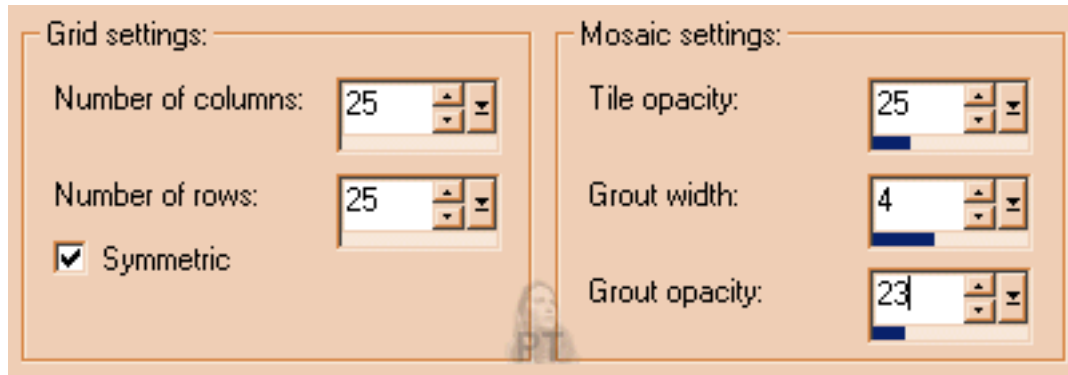 Grid settings:
Number of columns: 25
Number of rows: 25
Symmetric
Mosaic settings:
Tile opacity: 25
Grout width: 4
Grout opacity: 23
PT